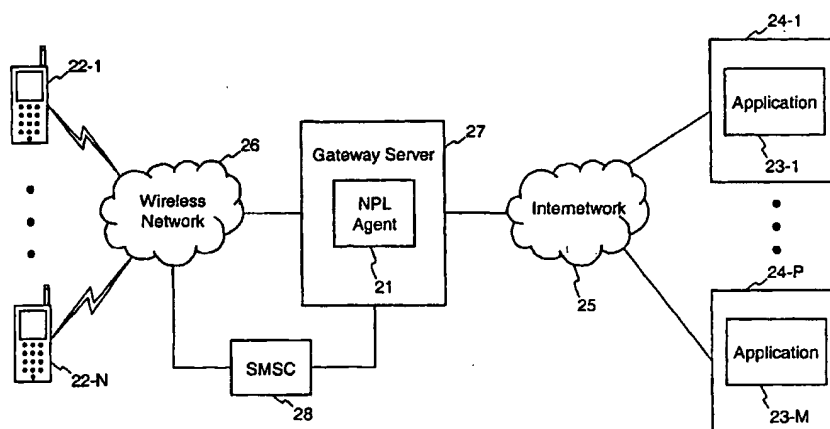 22-1
26
Wireless
Network
22-N
SMSC
28
27
Gateway Server
NPL
Agent
21
Internetwork
25
24-1
Application
23-1
24-P
Application
23-M